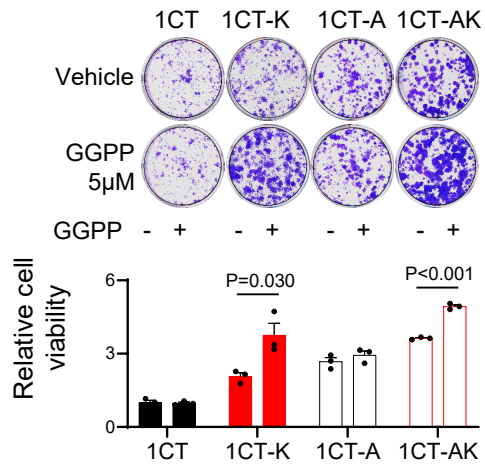 1CT 1CT-K 1CT-A 1CT-AK
Vehicle
GGPP
5μM
GGPP - + - + - + - +
Relative cell
viability
6
3
0
P=0.030
P<0.001
1CT 1CT-K 1CT-A 1CT-AK